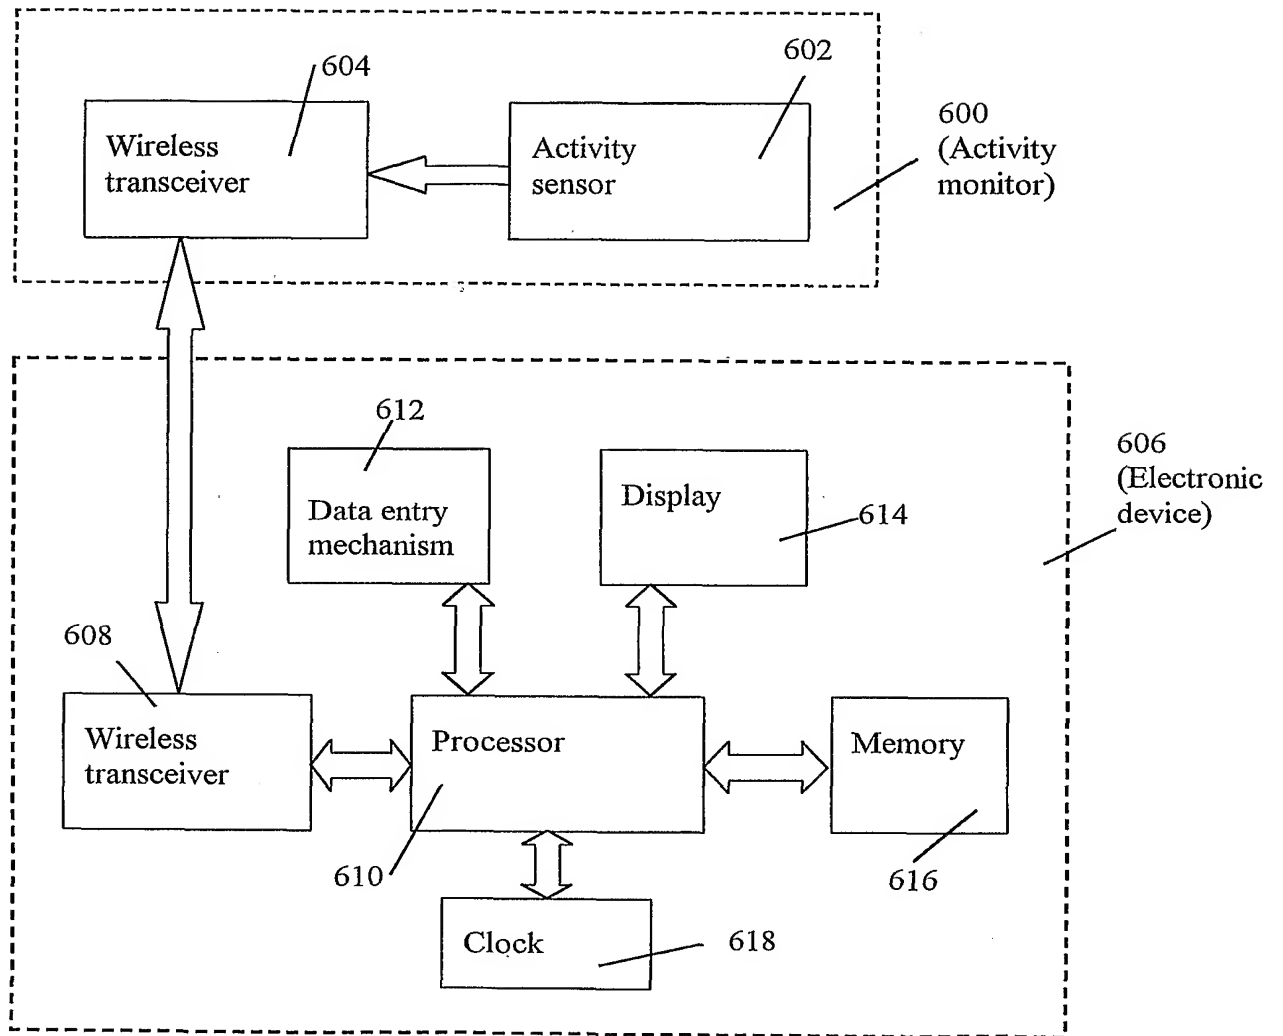 604
602
Wireless
transceiver
Activity
sensor
600
(Activity
monitor)
612
Data entry
mechanism
Display
614
606
(Electronic
device)
608
Wireless
transceiver
Processor
Memory
610
616
Clock
618